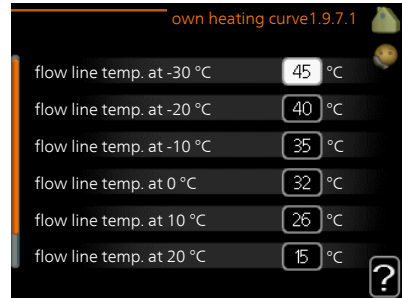 own heating curve1.9.7.1
flow line temp. at -30 °C 45 °C
flow line temp. at -20 °C 40 °C
flow line temp. at -10 °C 35 °C
flow line temp. at 0 °C 32 °C
flow line temp. at 10 °C 26 °C
flow line temp. at 20 °C 15 °C
?